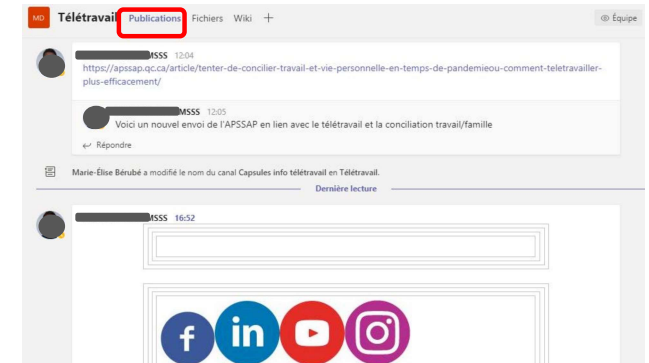 MD Télétravail Publications Fichiers Wiki + Équipe
MSSS 12:04
https://apssap.qc.ca/article/tenter-de-concilier-travail-et-vie-personnelle-en-temps-de-pandemieou-comment-teletravailler-
plus-efficacement/
MSSS 12:05
Voici un nouvel envoi de l'APSSAP en lien avec le télétravail et la conciliation travail/famille
Répondre
Marie-Élise Bérubé a modifié le nom du canal Capsules info télétravail en Télétravail.
Dernière lecture
MSSS 16:52
f in